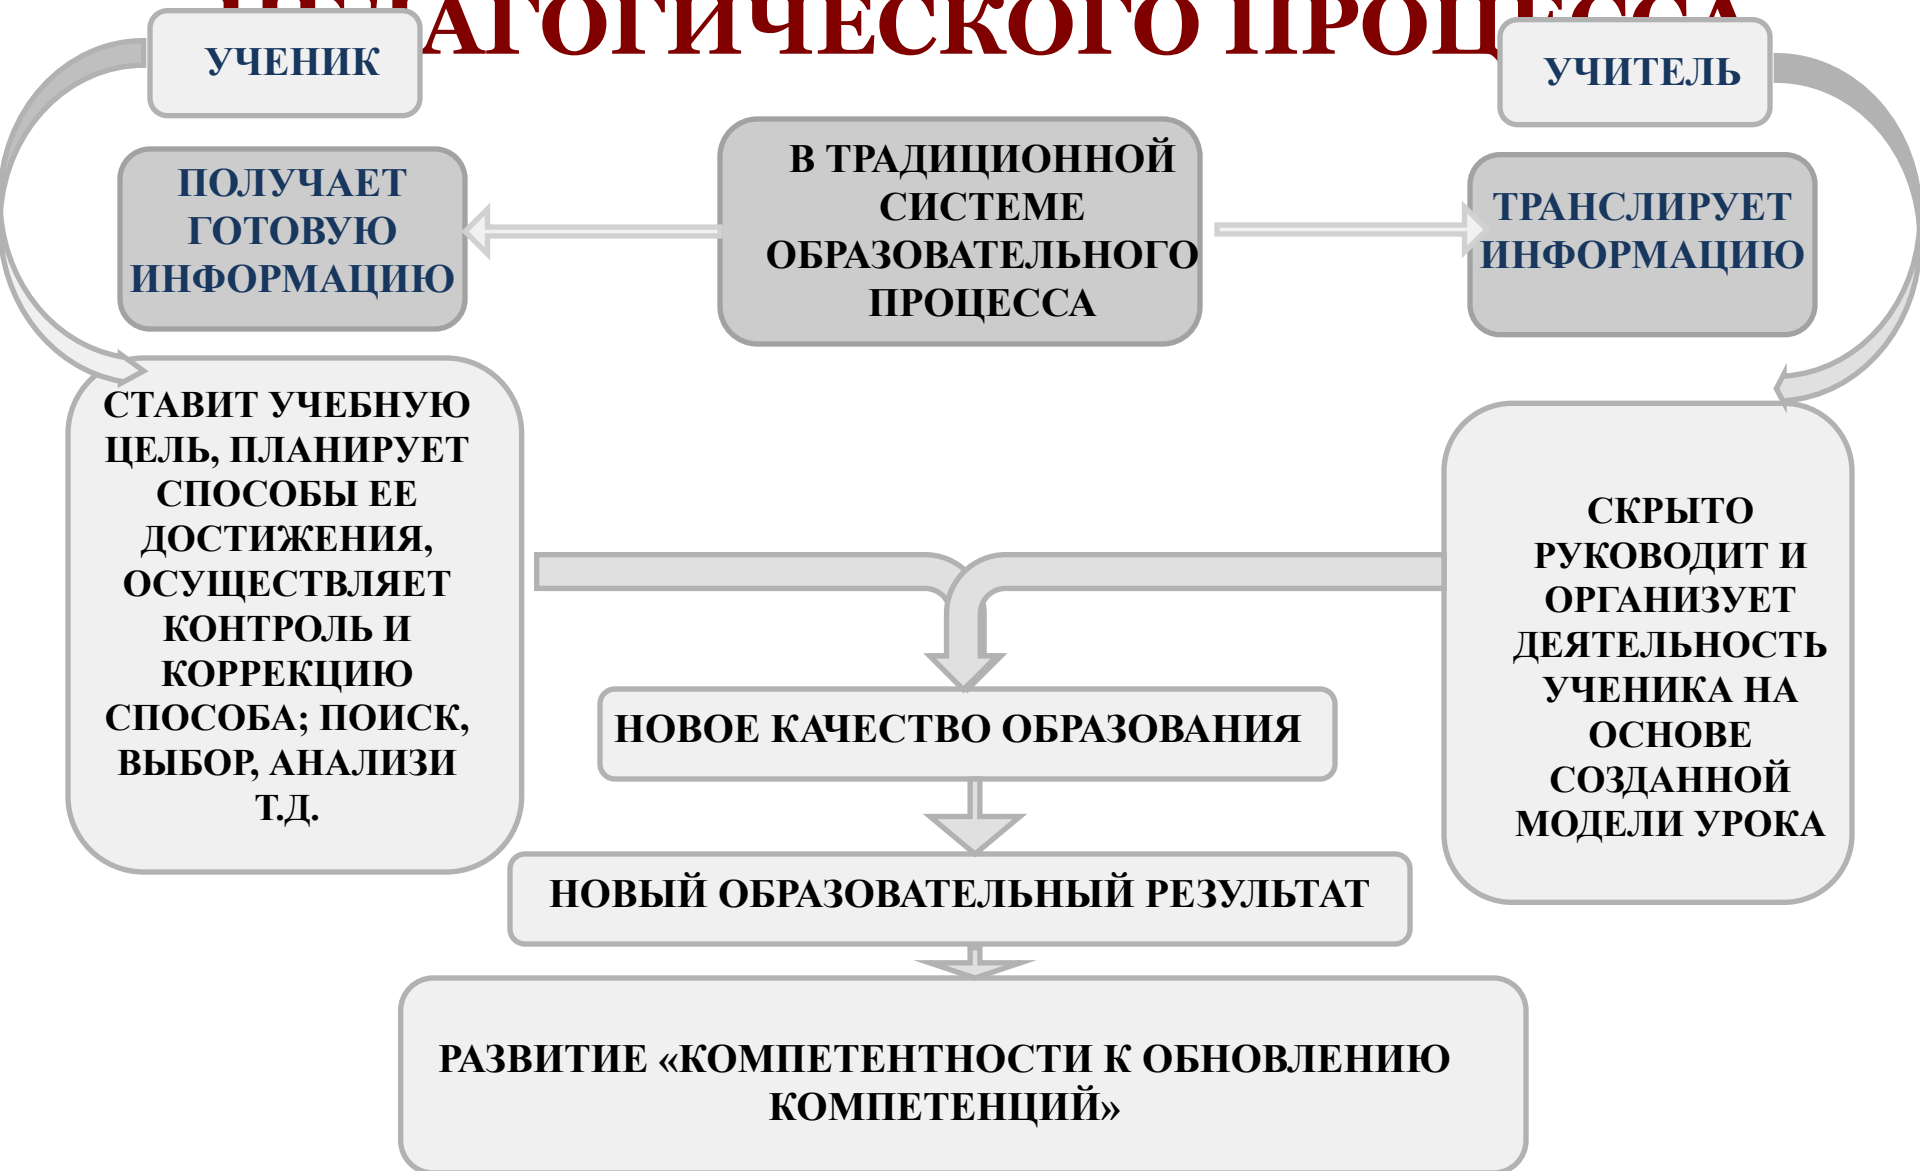 ПЕДАГОГИЧЕСКОГО ПРОЦЕССА
УЧЕНИК
УЧИТЕЛЬ
ПОЛУЧАЕТ
ГОТОВУЮ
ИНФОРМАЦИЮ
В ТРАДИЦИОННОЙ
СИСТЕМЕ
ОБРАЗОВАТЕЛЬНОГО
ПРОЦЕССА
ТРАНСЛИРУЕТ
ИНФОРМАЦИЮ
СТАВИТ УЧЕБНУЮ
ЦЕЛЬ, ПЛАНИРУЕТ
СПОСОБЫ ЕЕ
ДОСТИЖЕНИЯ,
ОСУЩЕСТВЛЯЕТ
КОНТРОЛЬ И
КОРРЕКЦИЮ
СПОСОБА; ПОИСК,
ВЫБОР, АНАЛИЗИ
Т.Д.
СКРЫТО
РУКОВОДИТ И
ОРГАНИЗУЕТ
ДЕЯТЕЛЬНОСТЬ
УЧЕНИКА НА
ОСНОВЕ
СОЗДАННОЙ
МОДЕЛИ УРОКА
НОВОЕ КАЧЕСТВО ОБРАЗОВАНИЯ
НОВЫЙ ОБРАЗОВАТЕЛЬНЫЙ РЕЗУЛЬТАТ
РАЗВИТИЕ «КОМПЕТЕНТНОСТИ К ОБНОВЛЕНИЮ
КОМПЕТЕНЦИЙ»